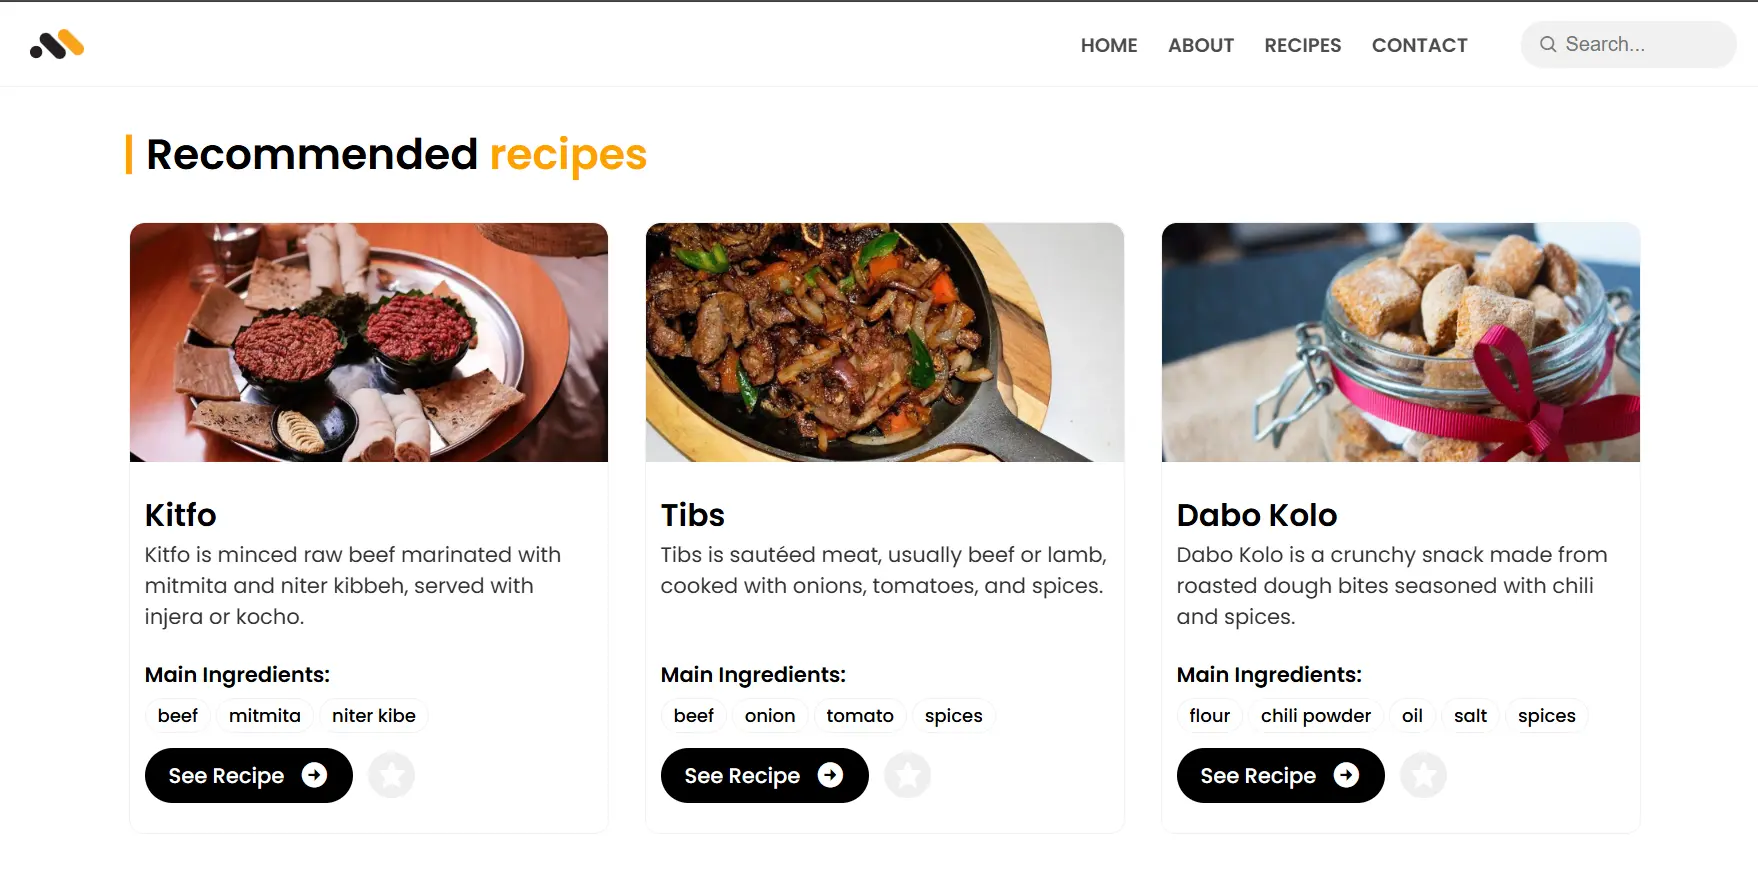 HOME ABOUT RECIPES CONTACT Search...
Recommended recipes
Kitfo
Kitfo is minced raw beef marinated with
mitmita and niter kibbeh, served with
injera or kocho.
Main Ingredients:
beef mitmita niter kibe
See Recipe
Tibs
Tibs is sautéed meat, usually beef or lamb,
cooked with onions, tomatoes, and spices.
Main Ingredients:
beef onion tomato spices
See Recipe
Dabo Kolo
Dabo Kolo is a crunchy snack made from
roasted dough bites seasoned with chili
and spices.
Main Ingredients:
flour chili powder oil salt spices
See Recipe